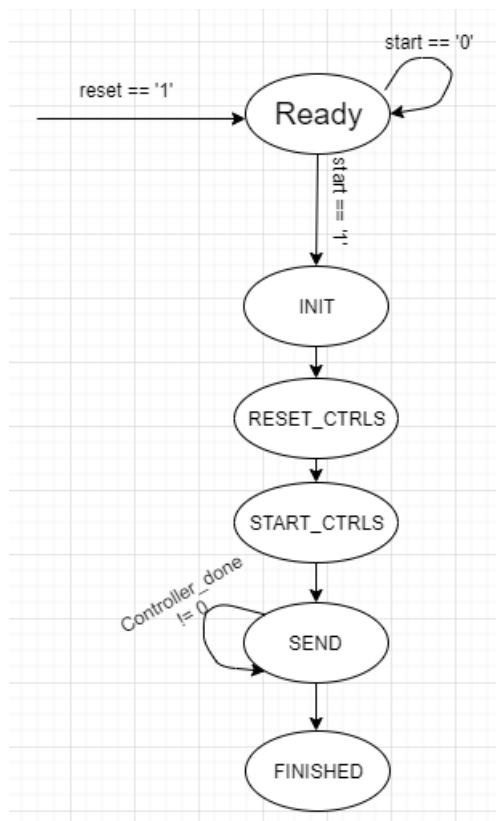 start == '0'
reset == '1'
Ready
start == '1'
INIT
RESET_CTRLS
START_CTRLS
Controller_done
!= 0
SEND
FINISHED